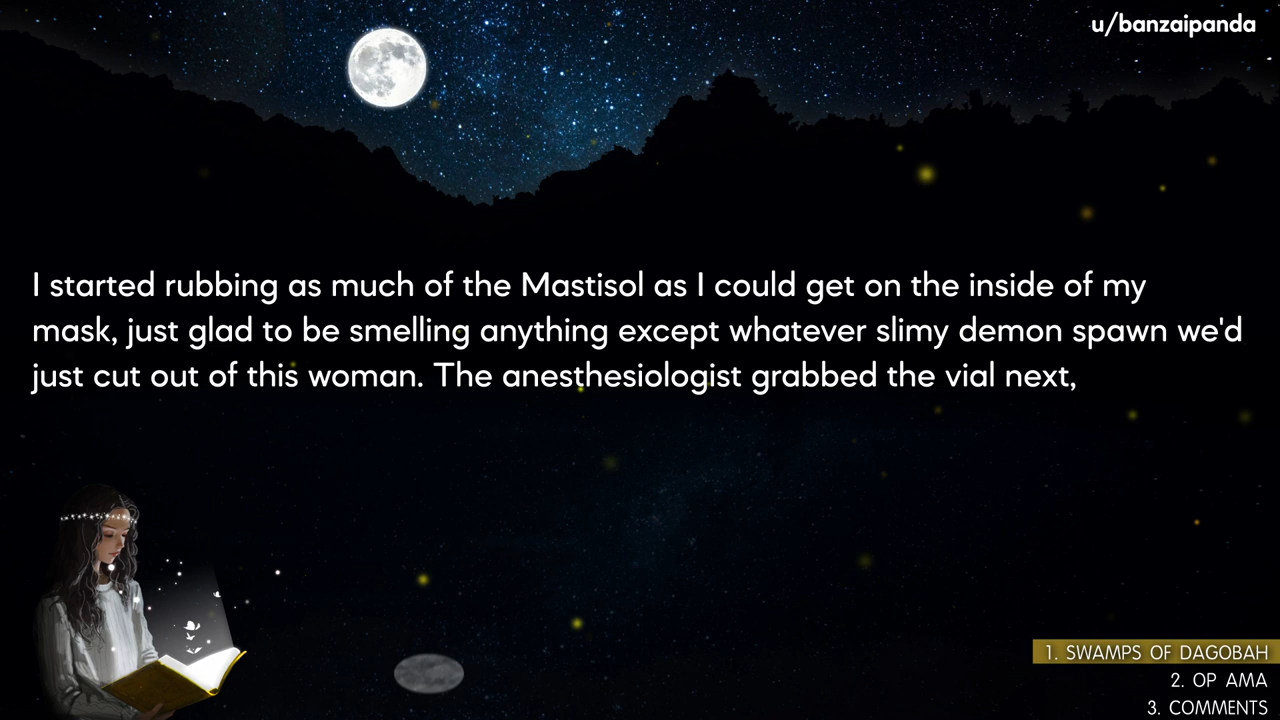 u/banzaipanda
I started rubbing as much of the Mastisol as I could get on the inside of my
mask, just glad to be smelling anything except whatever slimy demon spawn we'd
just cut out of this woman. The anesthesiologist grabbed the vial next,
1. SWAMPS OF DAGOBAH
2. OP AMA
3. COMMENTS